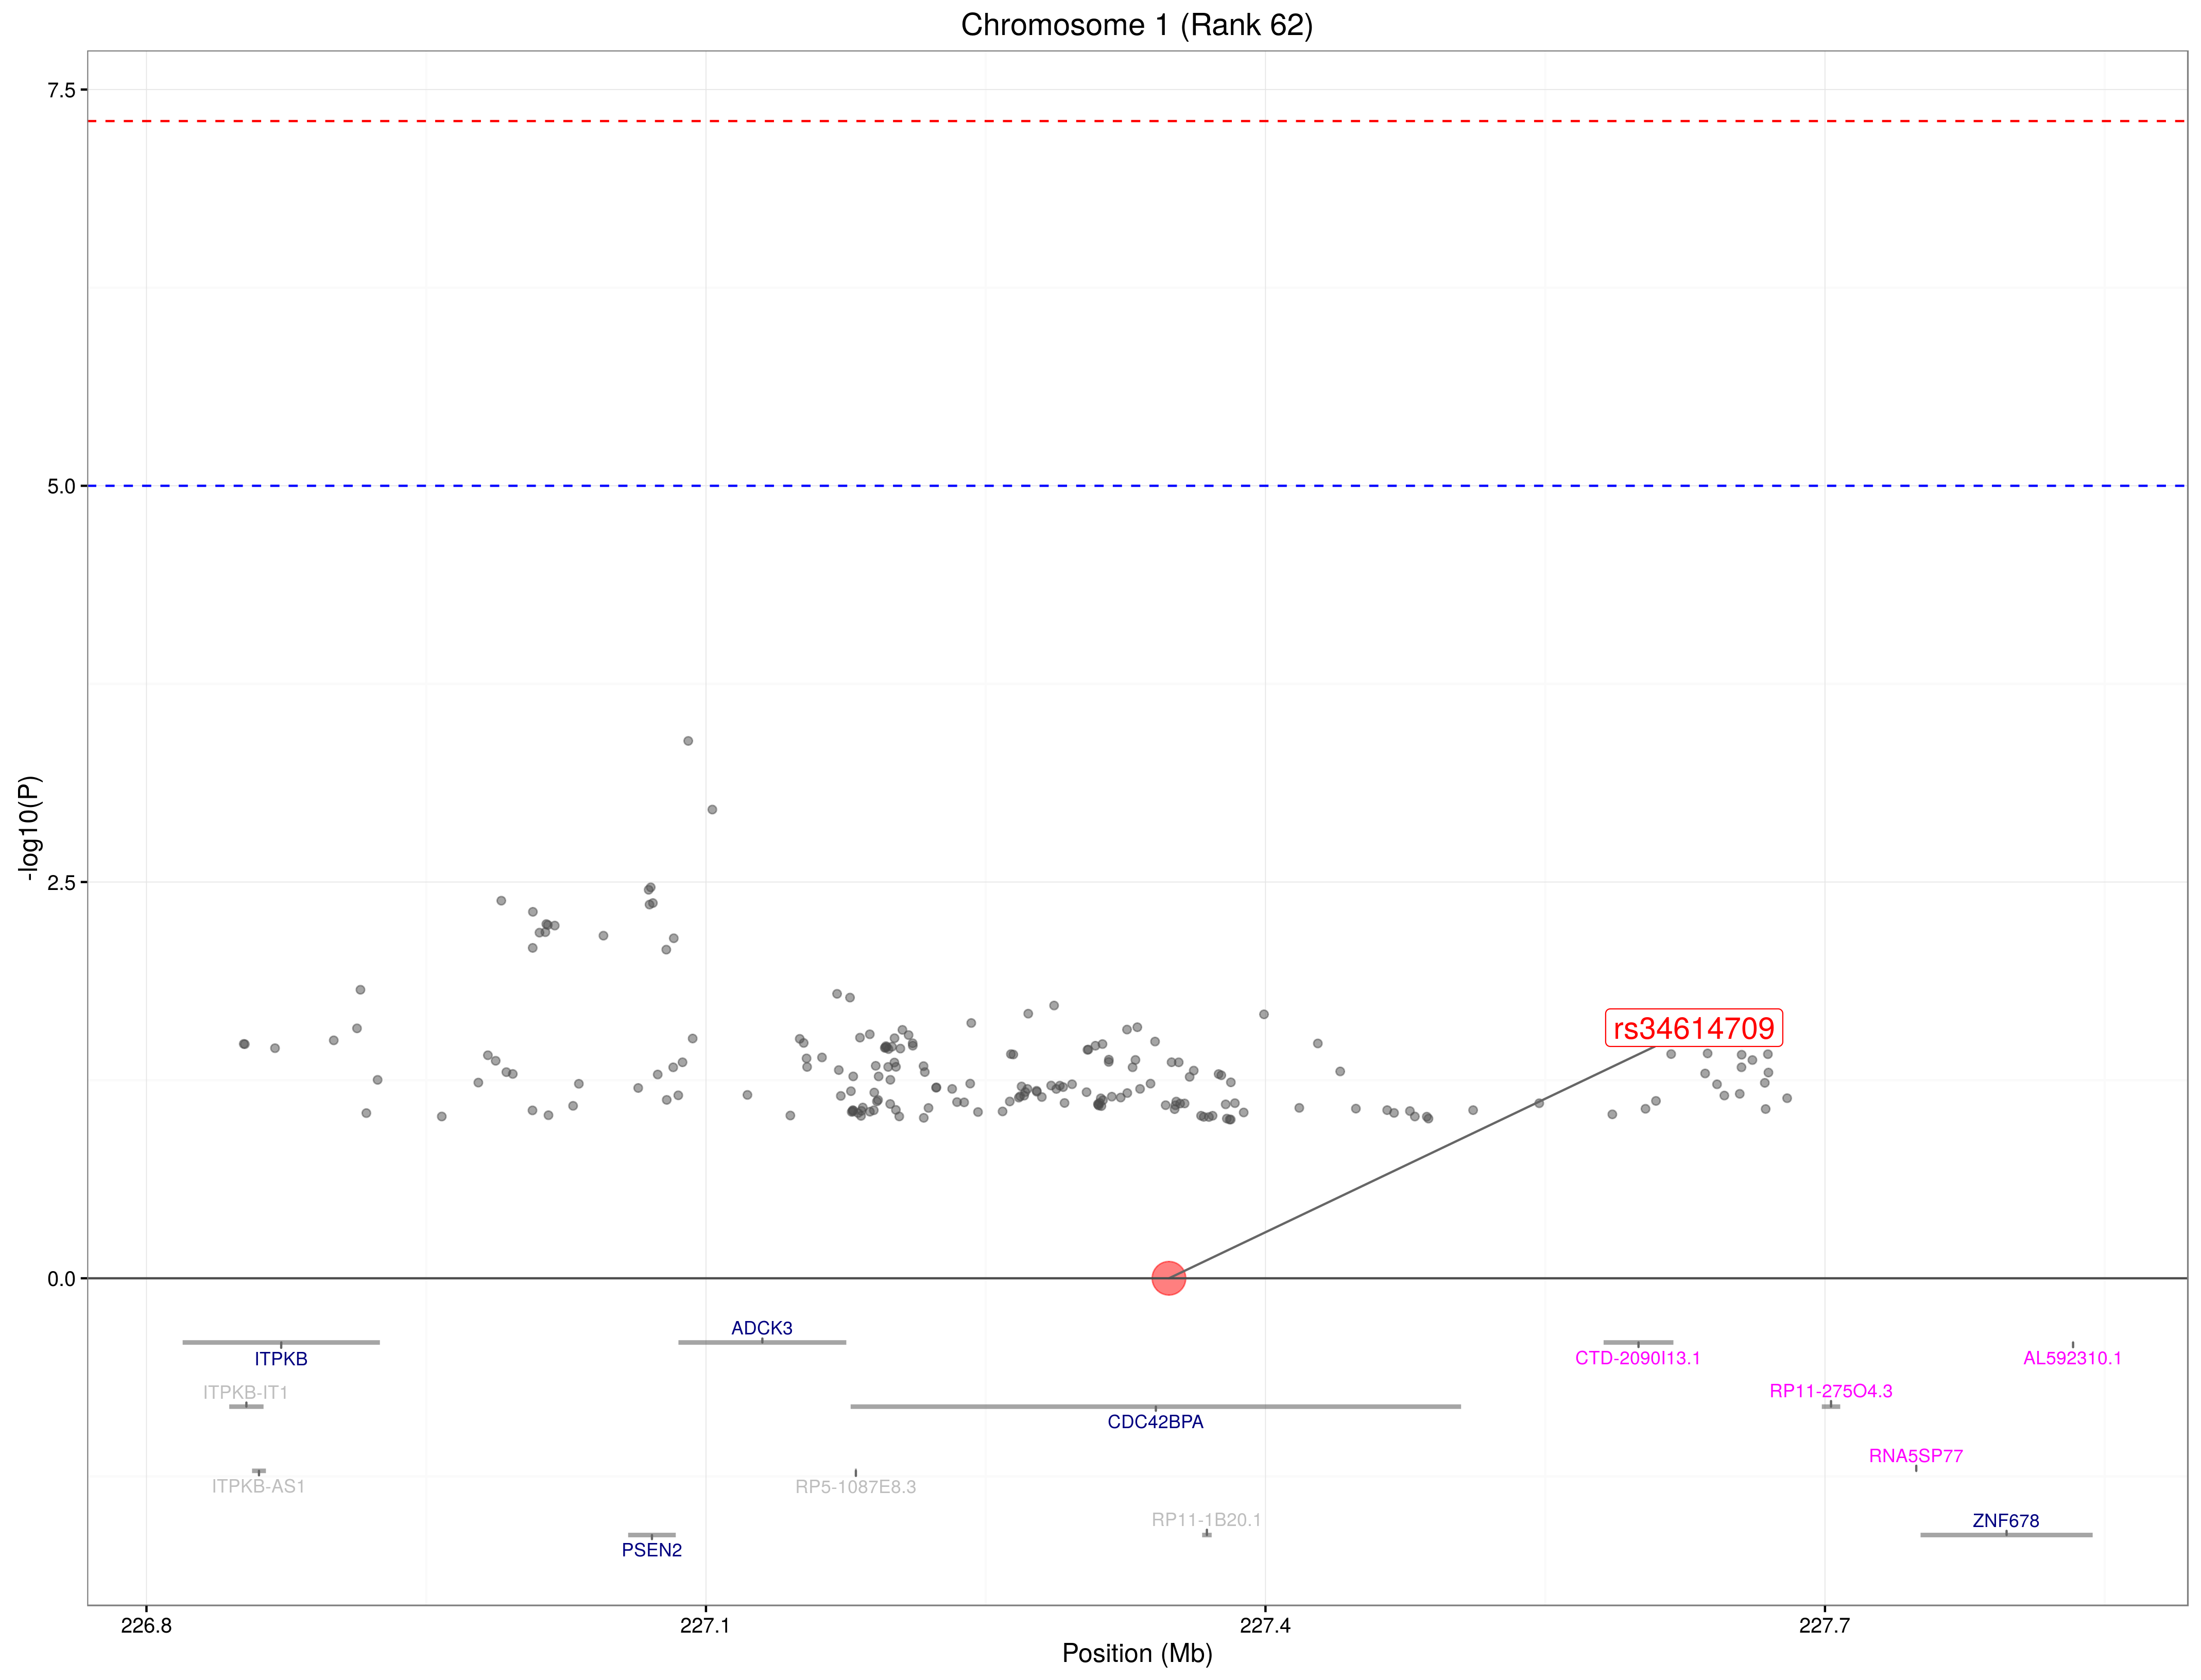 Chromosome 1 (Rank 62)
7.5
5.0
-log10(P)
2.5
rs34614709
0.0
ADCK3
ITPKB
CTD-2090I13.1
AL592310.1
ITPKB-IT1
RP11-275O4.3
CDC42BPA
RNA5SP77
ITPKB-AS1
RP5-1087E8.3
RP11-1B20.1
ZNF678
PSEN2
226.8
227.1
227.4
227.7
Position (Mb)